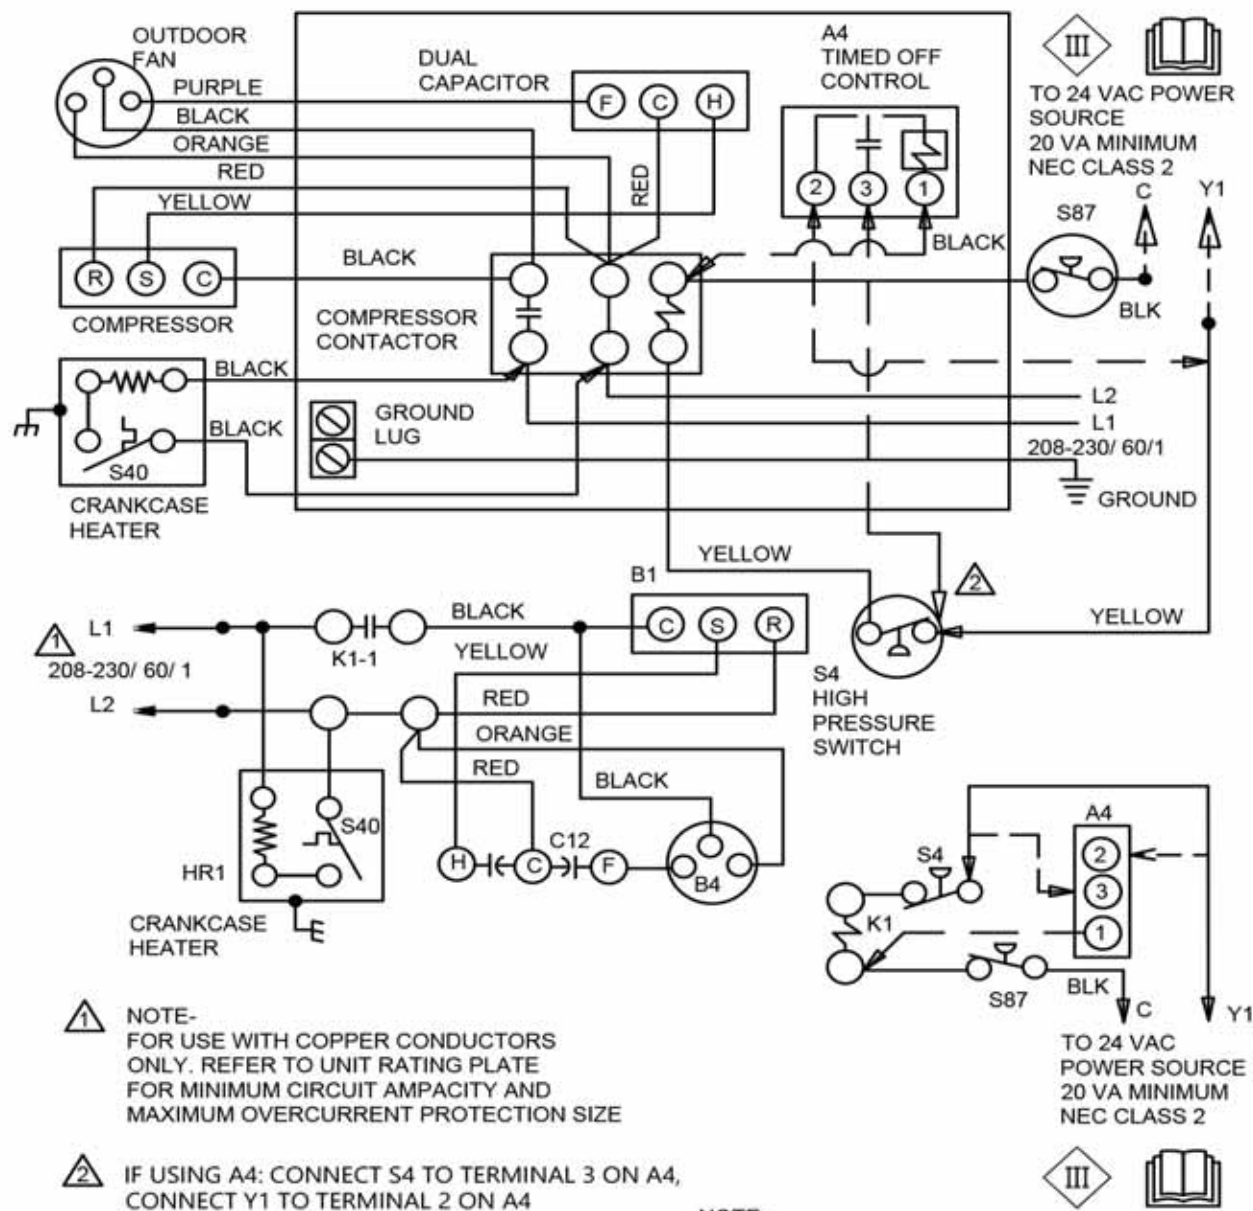 OUTDOOR
FAN
PURPLE
BLACK
ORANGE
RED
YELLOW
DUAL
CAPACITOR
F C H
RED
A4
TIMED OFF
CONTROL
2 3 1
BLACK
III
TO 24 VAC POWER
SOURCE
20 VA MINIMUM
NEC CLASS 2
C Y1
S87
BLK
R S C
COMPRESSOR
BLACK
COMPRESSOR
CONTACTOR
BLACK
BLACK
S40
CRANKCASE
HEATER
GROUND
LUG
L2
L1
208-230/ 60/1
GROUND
YELLOW
2
YELLOW
S4
HIGH
PRESSURE
SWITCH
B1
C S R
1
L1
208-230/ 60/ 1
L2
K1-1
BLACK
YELLOW
RED
ORANGE
RED
BLACK
S40
HR1
CRANKCASE
HEATER
H C F
C12
B4
A4
2
3
1
S4
K1
S87
BLK
C Y1
TO 24 VAC
POWER SOURCE
20 VA MINIMUM
NEC CLASS 2
III
1 NOTE-
FOR USE WITH COPPER CONDUCTORS
ONLY. REFER TO UNIT RATING PLATE
FOR MINIMUM CIRCUIT AMPACITY AND
MAXIMUM OVERCURRENT PROTECTION SIZE
2 IF USING A4: CONNECT S4 TO TERMINAL 3 ON A4,
CONNECT Y1 TO TERMINAL 2 ON A4